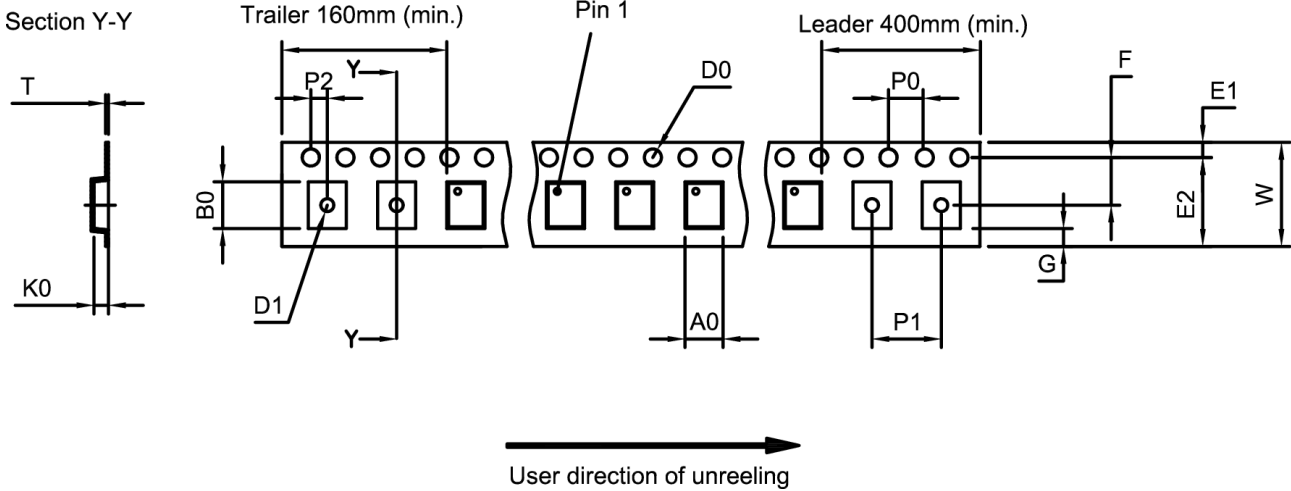 Section Y-Y
Trailer 160mm (min.)
Pin 1
Leader 400mm (min.)
T
P2
Y
D0
P0
F
E1
B0
E2
W
K0
D1
G
Y
A0
P1
User direction of unreeling